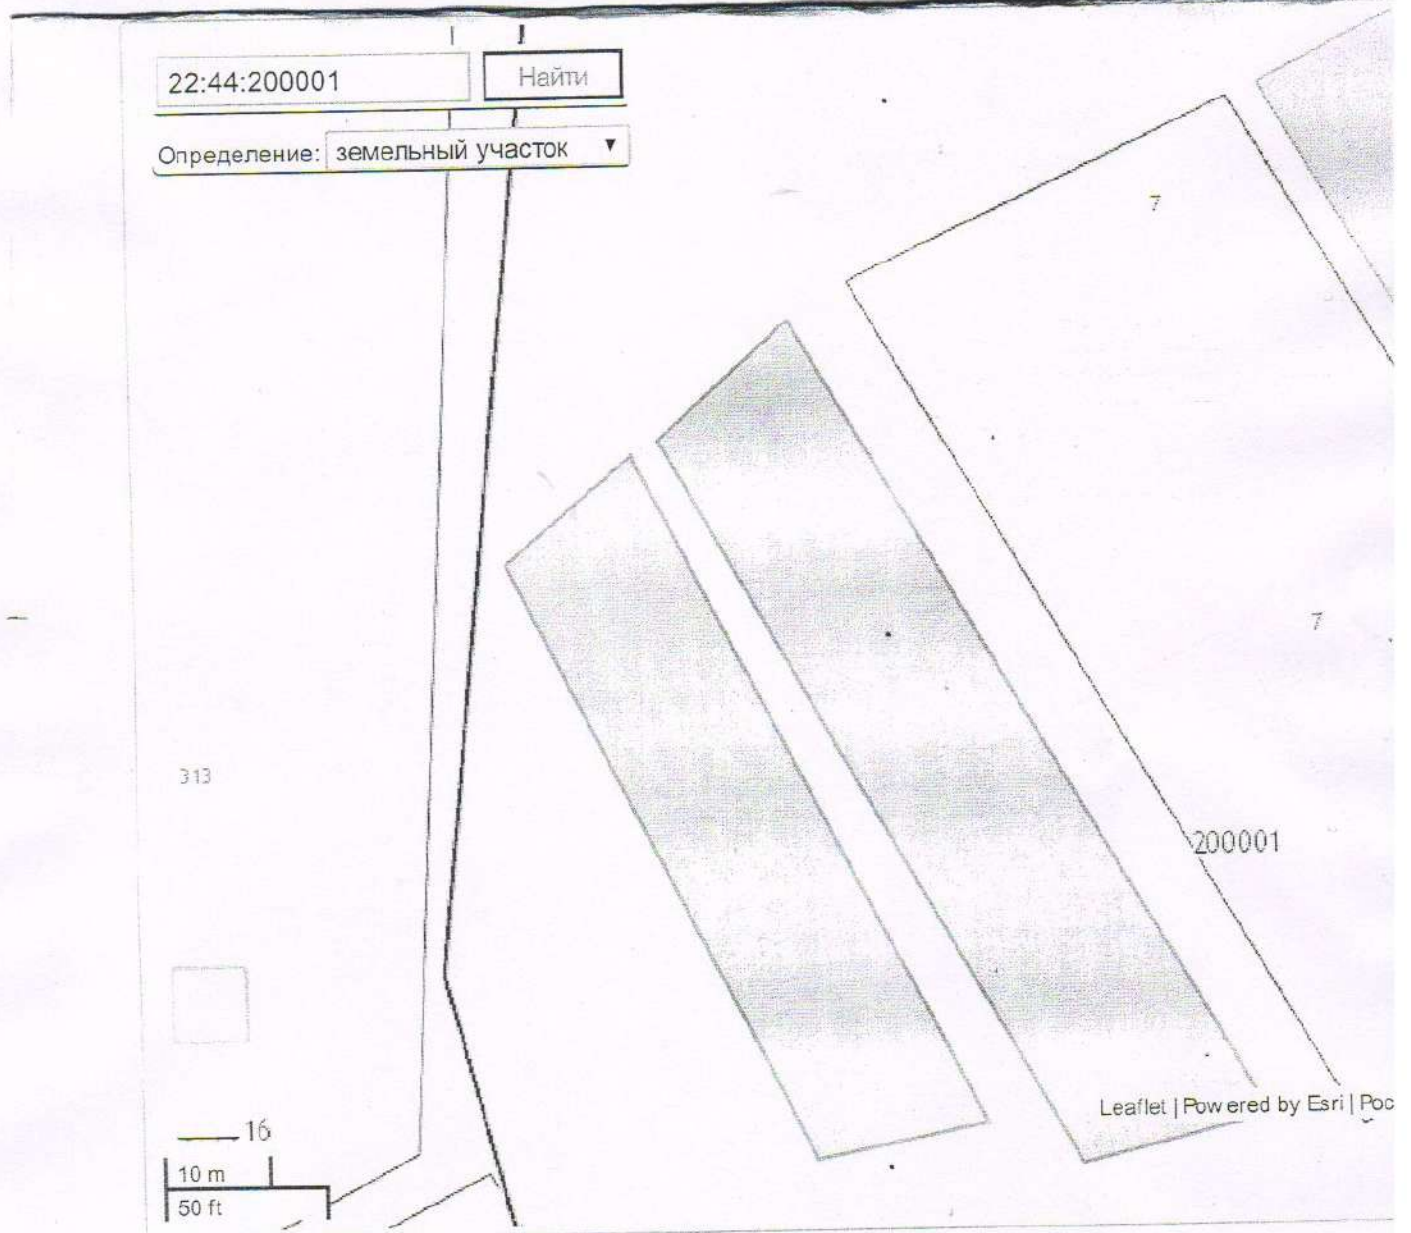 22:44:200001
Найти
Определение: земельный участок ▼
7
7
313
200001
Leaflet | Powered by Esri | Рос
16
10 m
50 ft